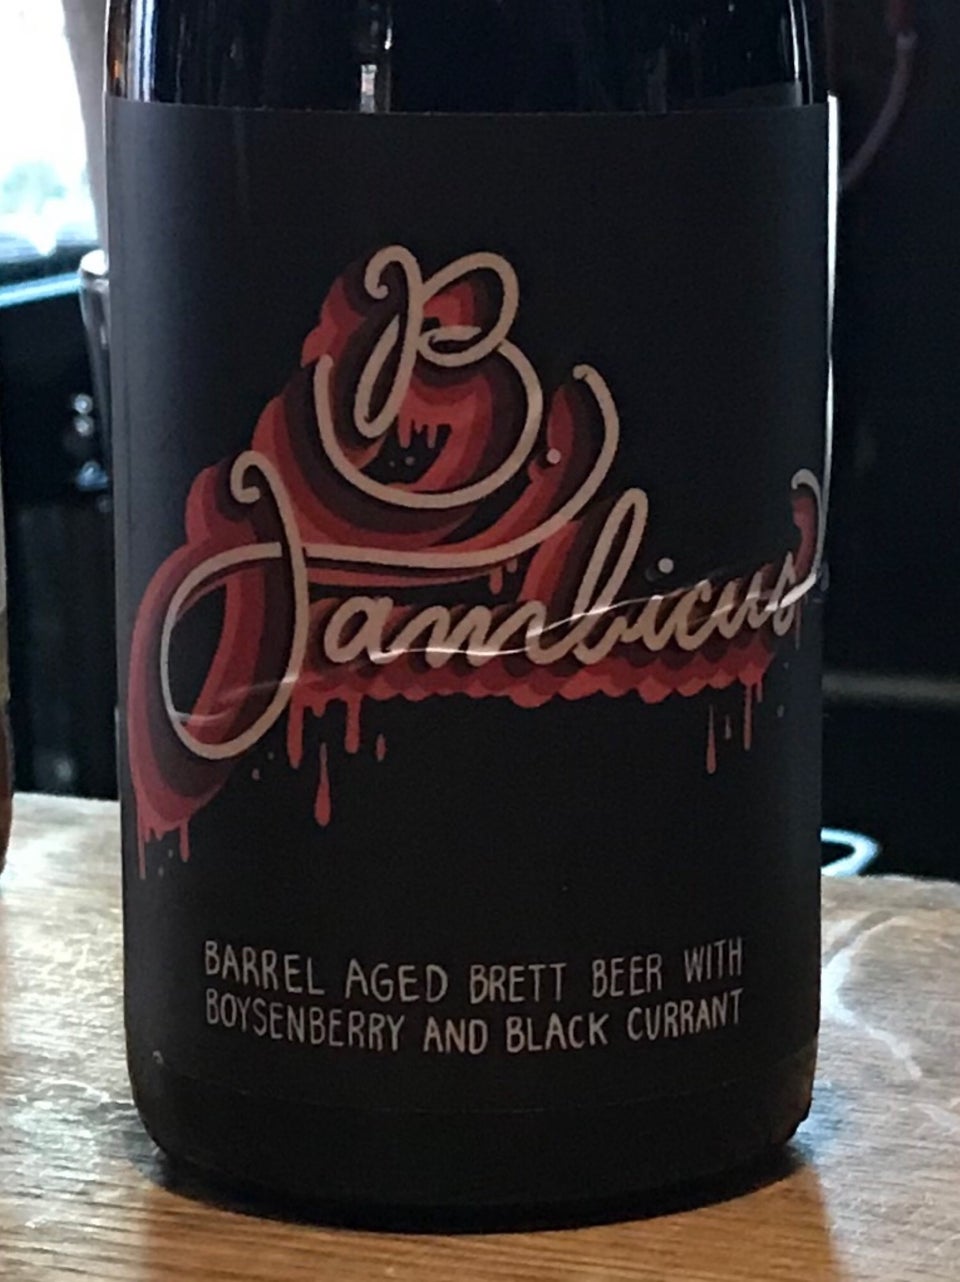 B.
Jambicus
BARREL AGED BRETT BEER WITH
BOYSENBERRY AND BLACK CURRANT